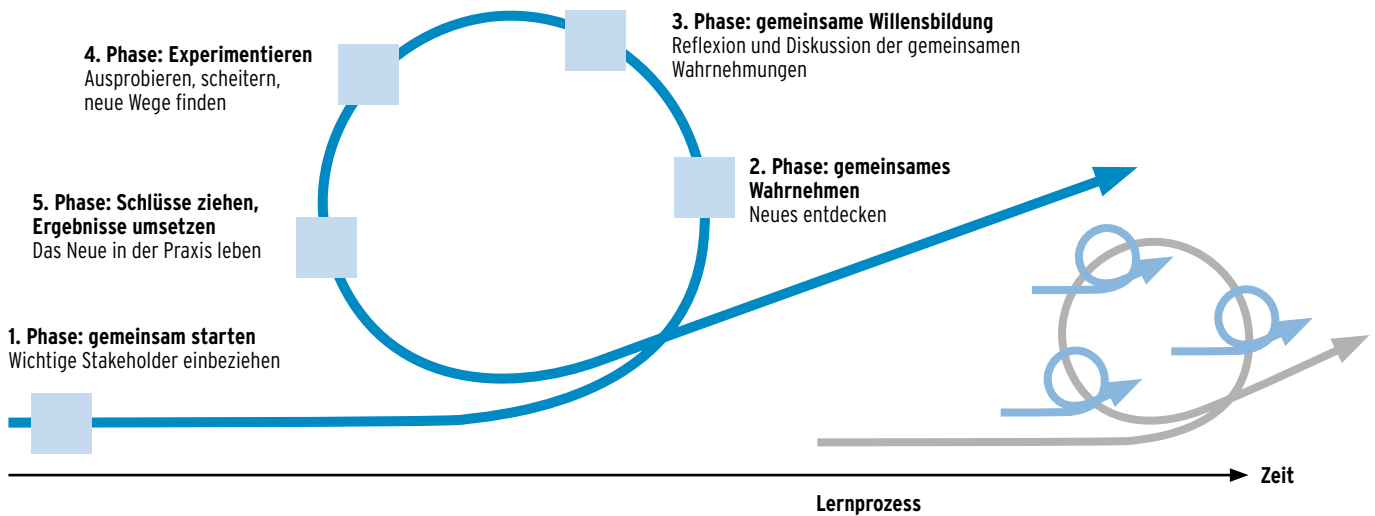 3. Phase: gemeinsame Willensbildung
Reflexion und Diskussion der gemeinsamen
Wahrnehmungen
4. Phase: Experimentieren
Ausprobieren, scheitern,
neue Wege finden
2. Phase: gemeinsames
Wahrnehmen
Neues entdecken
5. Phase: Schlüsse ziehen,
Ergebnisse umsetzen
Das Neue in der Praxis leben
1. Phase: gemeinsam starten
Wichtige Stakeholder einbeziehen
Zeit
Lernprozess